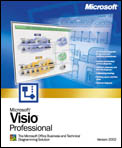 Microsoft
Microsoft
Visio
Professional
The Microsoft Office Business and Technical
Diagramming Solution
Version 2002